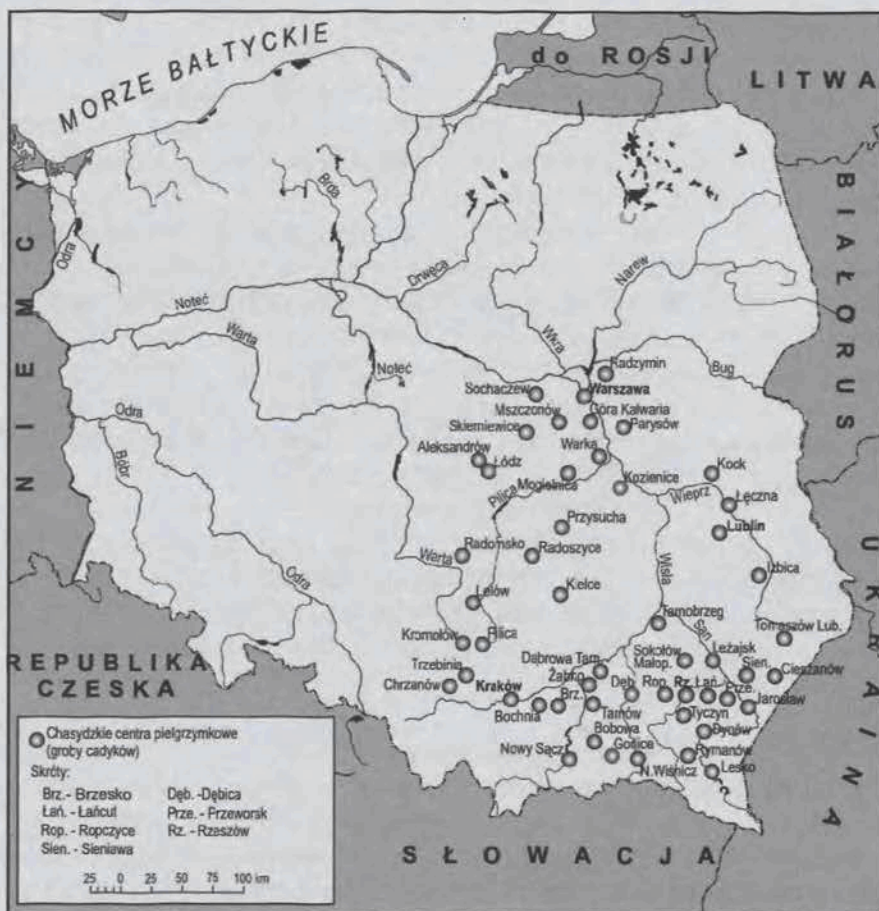 MORZE BAŁTYCKIE
do ROSJI
LITWA
BIAŁORUŚ
NIEMCY
Odra
Brda
Drwęca
Narew
Noteć
Warta
Wkra
Noteć
Bug
Radzymin
Sochaczew
Warszawa
Mszczonów
Góra Kalwaria
Skierniewice
Parysów
Odra
Aleksandrów
Warka
Łódź
Kock
Bóbr
Mogielnica
Kozienice
Wieprz
Pilica
Łęczna
Przysucha
Lublin
UKRAINA
Warta
Radomsko
Radoszyce
Wisła
Odra
Izbica
Kielce
Lelów
Tarnobrzeg
San
Tomaszów Lub.
Kromołów
Pilica
REPUBLIKA
CZESKA
Sokołów
Małop.
Leżajsk
Trzebinia
Dąbrowa Tarn.
Sien.
Cieszanów
Chrzanów
Kraków
Żabno
Dęb.
Rop.
Rz.
Łań.
Prze.
Bochnia
Brz.
Tarnów
Tyczyn
Jarosław
Bobowa
Dynów
Nowy Sącz
Gorlice
Rymanów
N.Wiśnicz
Lesko
SŁOWACJA
Chasydzkie centra pielgrzymkowe
(groby cadyków)
Skróty:
Brz.- Brzesko Dęb. -Dębica
Łań. - Łańcut Prze. - Przeworsk
Rop. - Ropczyce Rz. - Rzeszów
Sien. - Sieniawa
25 0 25 50 75 100 km